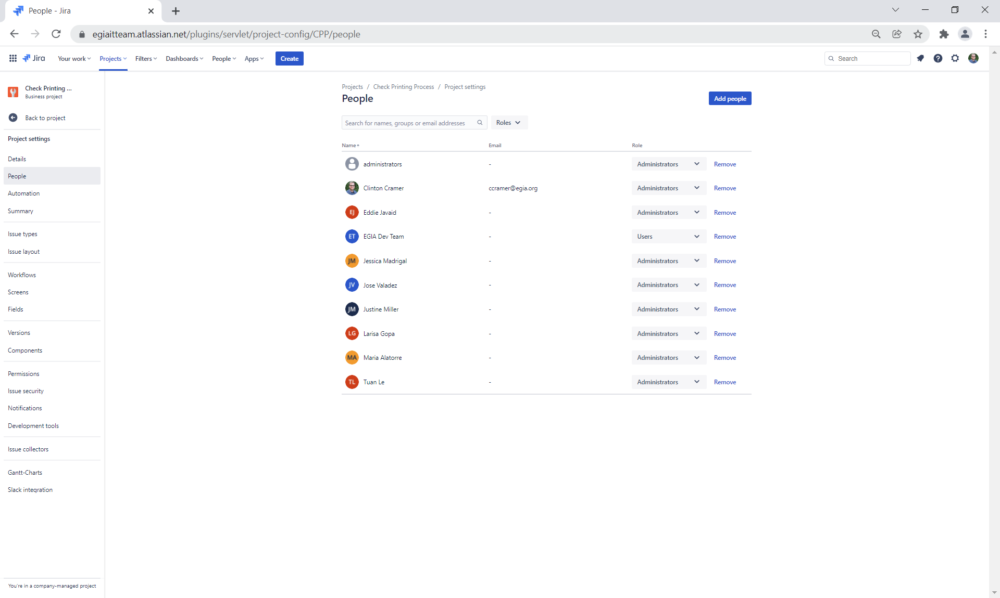 People - Jira
egiaitteam.atlassian.net/plugins/servlet/project-config/CPP/people
Jira
Your work
Projects
Filters
Dashboards
People
Apps
Create
Search
Check Printing ...
Business project
Back to project
Project settings
Details
People
Automation
Summary
Issue types
Issue layout
Workflows
Screens
Fields
Versions
Components
Permissions
Issue security
Notifications
Development tools
Issue collectors
Gantt-Charts
Slack integration
You're in a company-managed project
Projects / Check Printing Process / Project settings
People
Add people
Search for names, groups or email addresses
Roles
Name Email Role
administrators - Administrators Remove
Clinton Cramer ccramer@egia.org Administrators Remove
EJ Eddie Javaid - Administrators Remove
ET EGIA Dev Team - Users Remove
JM Jessica Madrigal - Administrators Remove
JV Jose Valadez - Administrators Remove
JM Justine Miller - Administrators Remove
LG Larisa Gopa - Administrators Remove
MA Maria Alatorre - Administrators Remove
TL Tuan Le - Administrators Remove